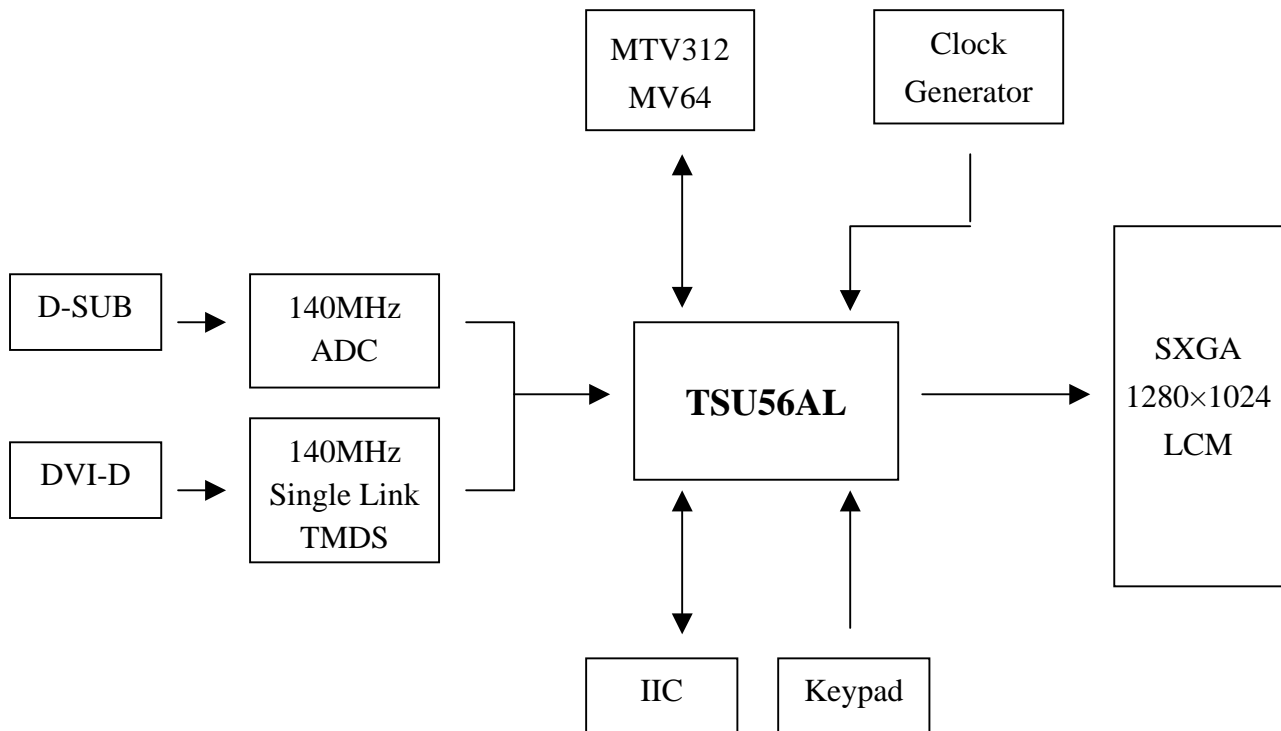 MTV312
MV64
Clock
Generator
D-SUB
140MHz
ADC
TSU56AL
SXGA
1280×1024
LCM
DVI-D
140MHz
Single Link
TMDS
IIC
Keypad